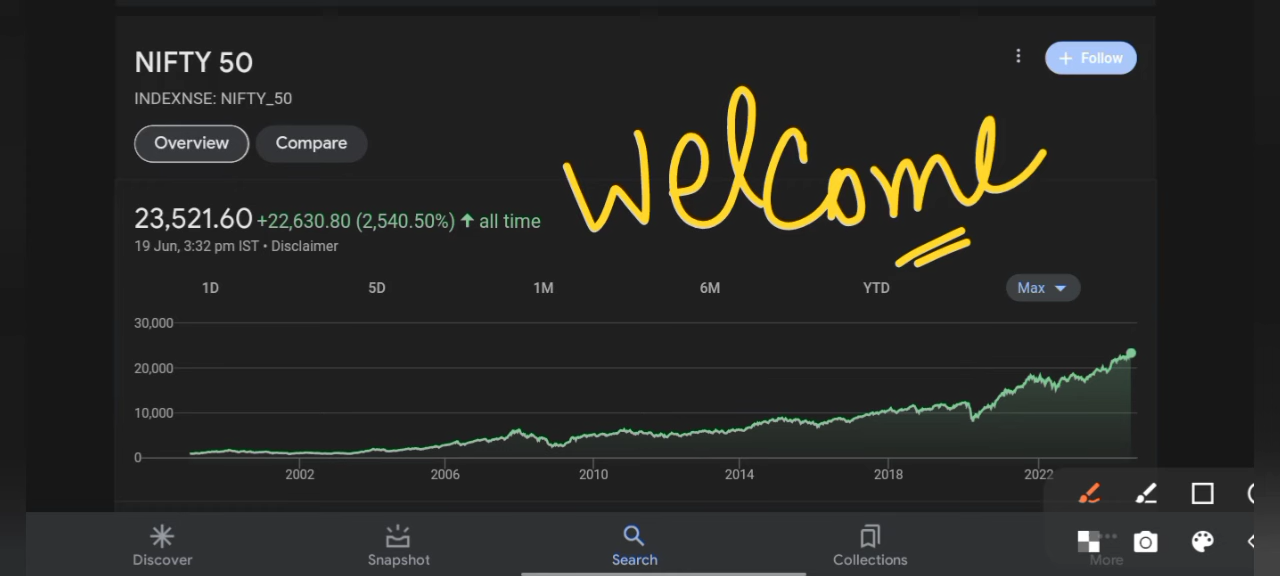 NIFTY 50
+ Follow
INDEXNSE: NIFTY_50
Overview Compare
Welcome
23,521.60 +22,630.80 (2,540.50%) ↑ all time
19 Jun, 3:32 pm IST • Disclaimer
1D 5D 1M 6M YTD Max
30,000
20,000
10,000
0
2002 2006 2010 2014 2018 2022
Discover Snapshot Search Collections More